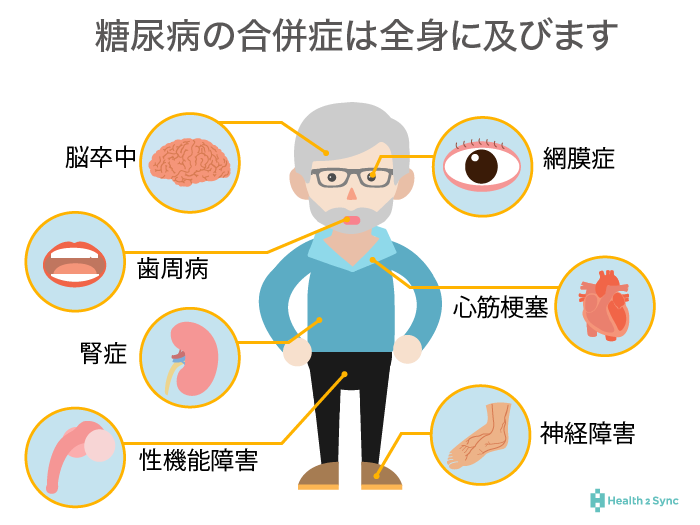 糖尿病の合併症は全身に及びます
脳卒中
網膜症
歯周病
心筋梗塞
腎症
神経障害
性機能障害
Health 2 Sync